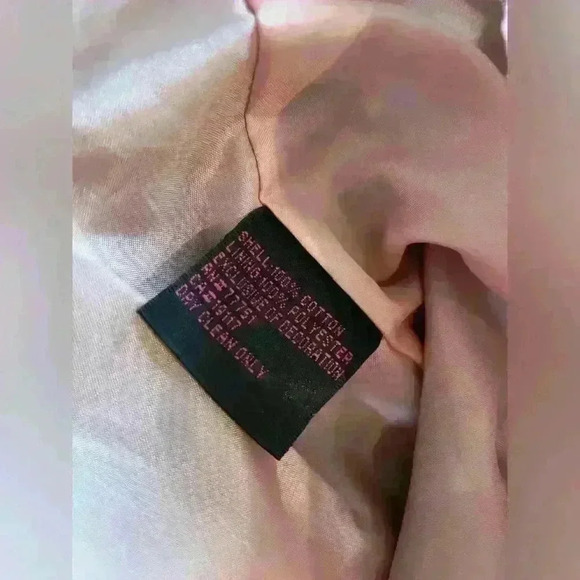 SHELL:100% COTTON
LINING:100% POLYESTER
EXCLUSIVE OF DECORATION
DRY CLEAN ONLY